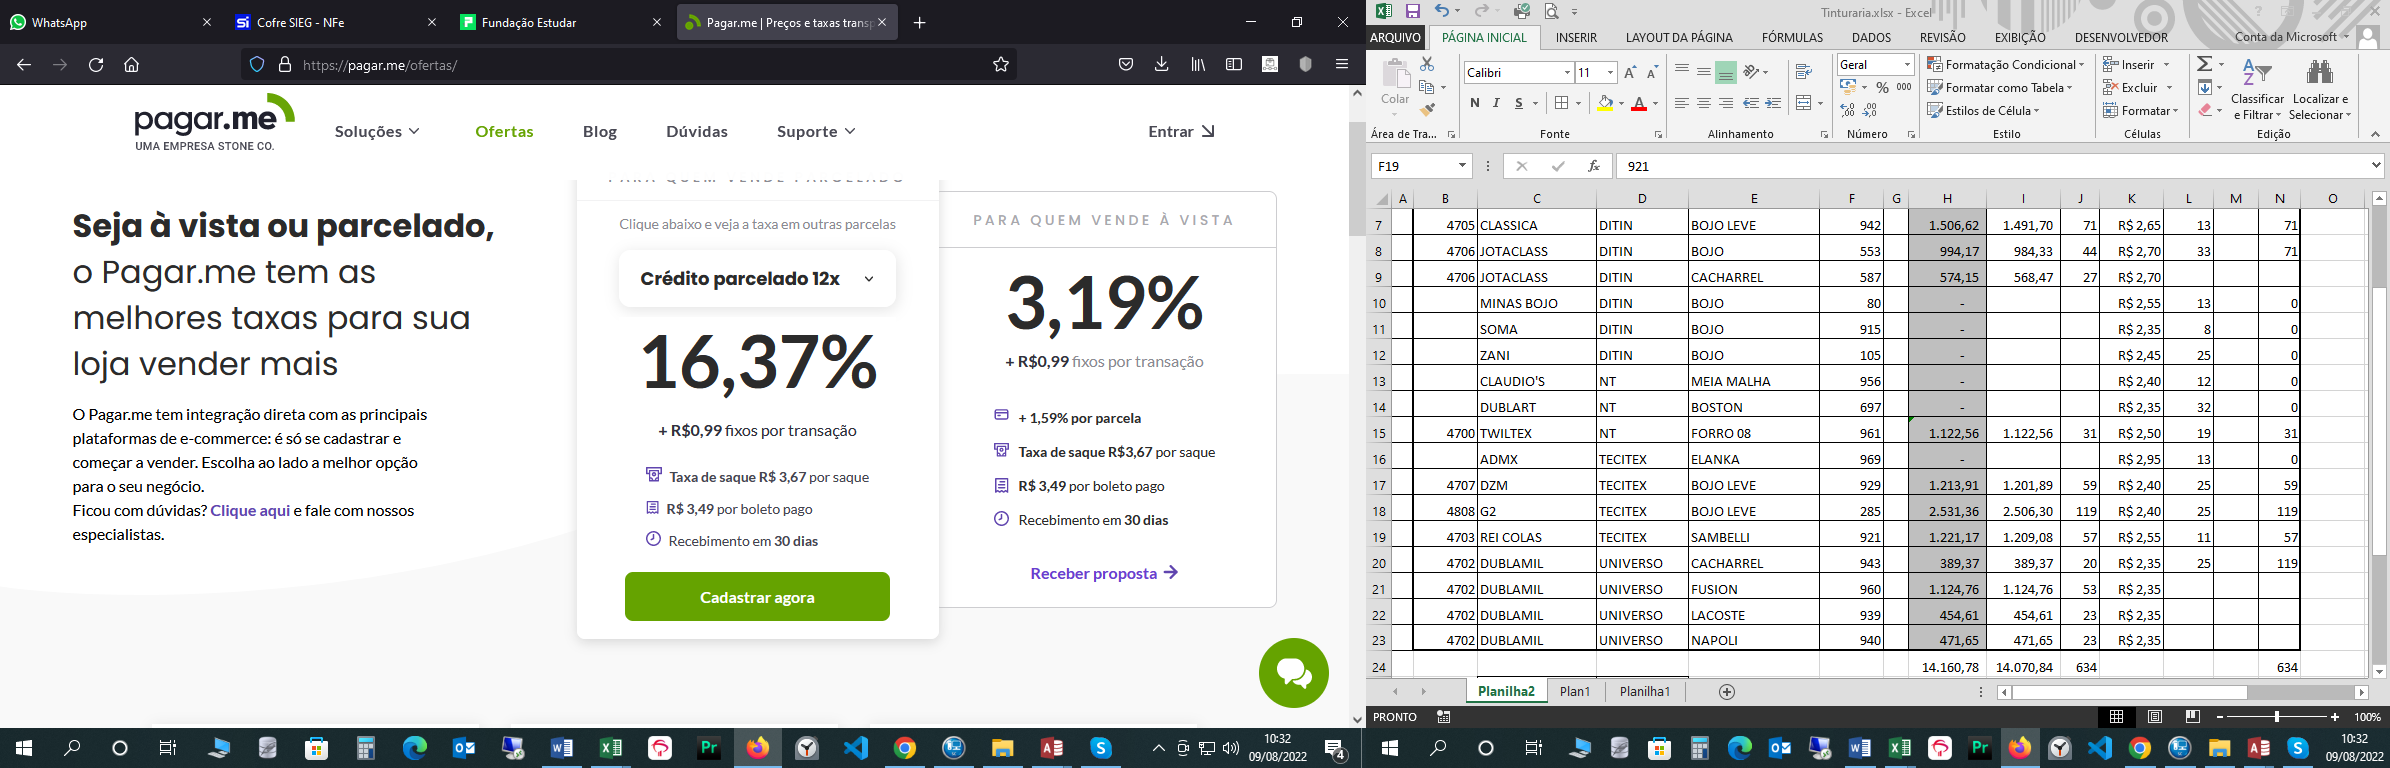 WhatsApp
Cofre SIEG - NFe
Fundação Estudar
Pagar.me | Preços e taxas transp
https://pagar.me/ofertas/
pagar.me
UMA EMPRESA STONE CO.
Soluções
Ofertas
Blog
Dúvidas
Suporte
Entrar
Seja à vista ou parcelado,
o Pagar.me tem as
melhores taxas para sua
loja vender mais
O Pagar.me tem integração direta com as principais
plataformas de e-commerce: é só se cadastrar e
começar a vender. Escolha ao lado a melhor opção
para o seu negócio.
Ficou com dúvidas? Clique aqui e fale com nossos
especialistas.
PARA QUEM VENDE PARCELADO
Clique abaixo e veja a taxa em outras parcelas
Crédito parcelado 12x
16,37%
+ R$0,99 fixos por transação
Taxa de saque R$ 3,67 por saque
R$ 3,49 por boleto pago
Recebimento em 30 dias
Cadastrar agora
PARA QUEM VENDE À VISTA
3,19%
+ R$0,99 fixos por transação
+ 1,59% por parcela
Taxa de saque R$3,67 por saque
R$ 3,49 por boleto pago
Recebimento em 30 dias
Receber proposta
10:32
09/08/2022
4
Tinturaria.xlsx - Excel
ARQUIVO PÁGINA INICIAL INSERIR LAYOUT DA PÁGINA FÓRMULAS DADOS REVISÃO EXIBIÇÃO DESENVOLVEDOR Conta da Microsoft
Colar
Área de Tra...
Calibri 11
N I S
Fonte
Alinhamento
Geral
% 000
Número
Formatação Condicional
Formatar como Tabela
Estilos de Célula
Estilo
Inserir
Excluir
Formatar
Células
Classificar e Filtrar
Localizar e Selecionar
Edição
F19 fx 921
A B C D E F G H I J K L M N O
7 4705 CLASSICA DITIN BOJO LEVE 942 1.506,62 1.491,70 71 R$ 2,65 13 71
8 4706 JOTACLASS DITIN BOJO 553 994,17 984,33 44 R$ 2,70 33 71
9 4706 JOTACLASS DITIN CACHARREL 587 574,15 568,47 27 R$ 2,70
10 MINAS BOJO DITIN BOJO 80 - R$ 2,55 13 0
11 SOMA DITIN BOJO 915 - R$ 2,35 8 0
12 ZANI DITIN BOJO 105 - R$ 2,45 25 0
13 CLAUDIO'S NT MEIA MALHA 956 - R$ 2,40 12 0
14 DUBLART NT BOSTON 697 - R$ 2,35 32 0
15 4700 TWILTEX NT FORRO 08 961 1.122,56 1.122,56 31 R$ 2,50 19 31
16 ADMX TECITEX ELANKA 969 - R$ 2,95 13 0
17 4707 DZM TECITEX BOJO LEVE 929 1.213,91 1.201,89 59 R$ 2,40 25 59
18 4808 G2 TECITEX BOJO LEVE 285 2.531,36 2.506,30 119 R$ 2,40 25 119
19 4703 REI COLAS TECITEX SAMBELLI 921 1.221,17 1.209,08 57 R$ 2,55 11 57
20 4702 DUBLAMIL UNIVERSO CACHARREL 943 389,37 389,37 20 R$ 2,35 25 119
21 4702 DUBLAMIL UNIVERSO FUSION 960 1.124,76 1.124,76 53 R$ 2,35
22 4702 DUBLAMIL UNIVERSO LACOSTE 939 454,61 454,61 23 R$ 2,35
23 4702 DUBLAMIL UNIVERSO NAPOLI 940 471,65 471,65 23 R$ 2,35
24 14.160,78 14.070,84 634 634
Planilha2 Plan1 Planilha1
PRONTO
100%
10:32
09/08/2022